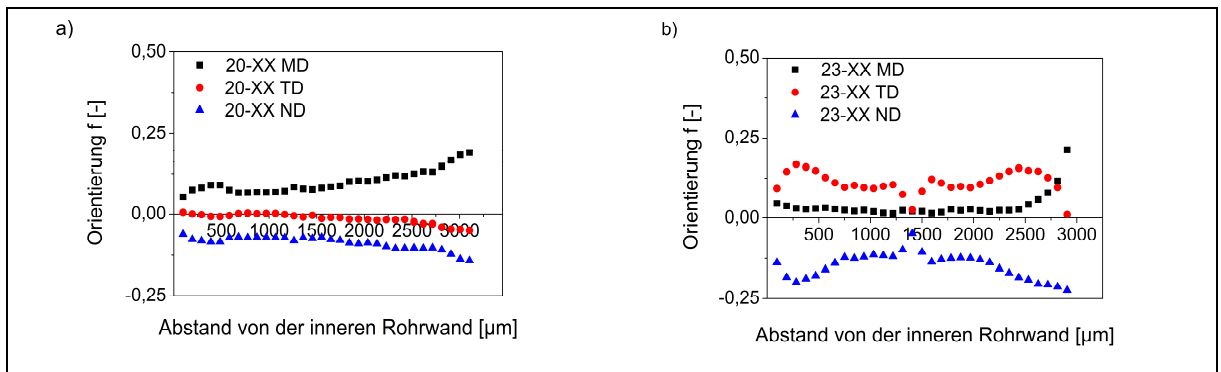 a)
0,50
20-XX MD
20-XX TD
20-XX ND
0,25
0,00
-0,25
500 1000 1500 2000 2500 3000
Orientierung f [-]
Abstand von der inneren Rohrwand [µm]
b)
0,50
23-XX MD
23-XX TD
23-XX ND
0,25
0,00
-0,25
500 1000 1500 2000 2500 3000
Orientierung f [-]
Abstand von der inneren Rohrwand [µm]